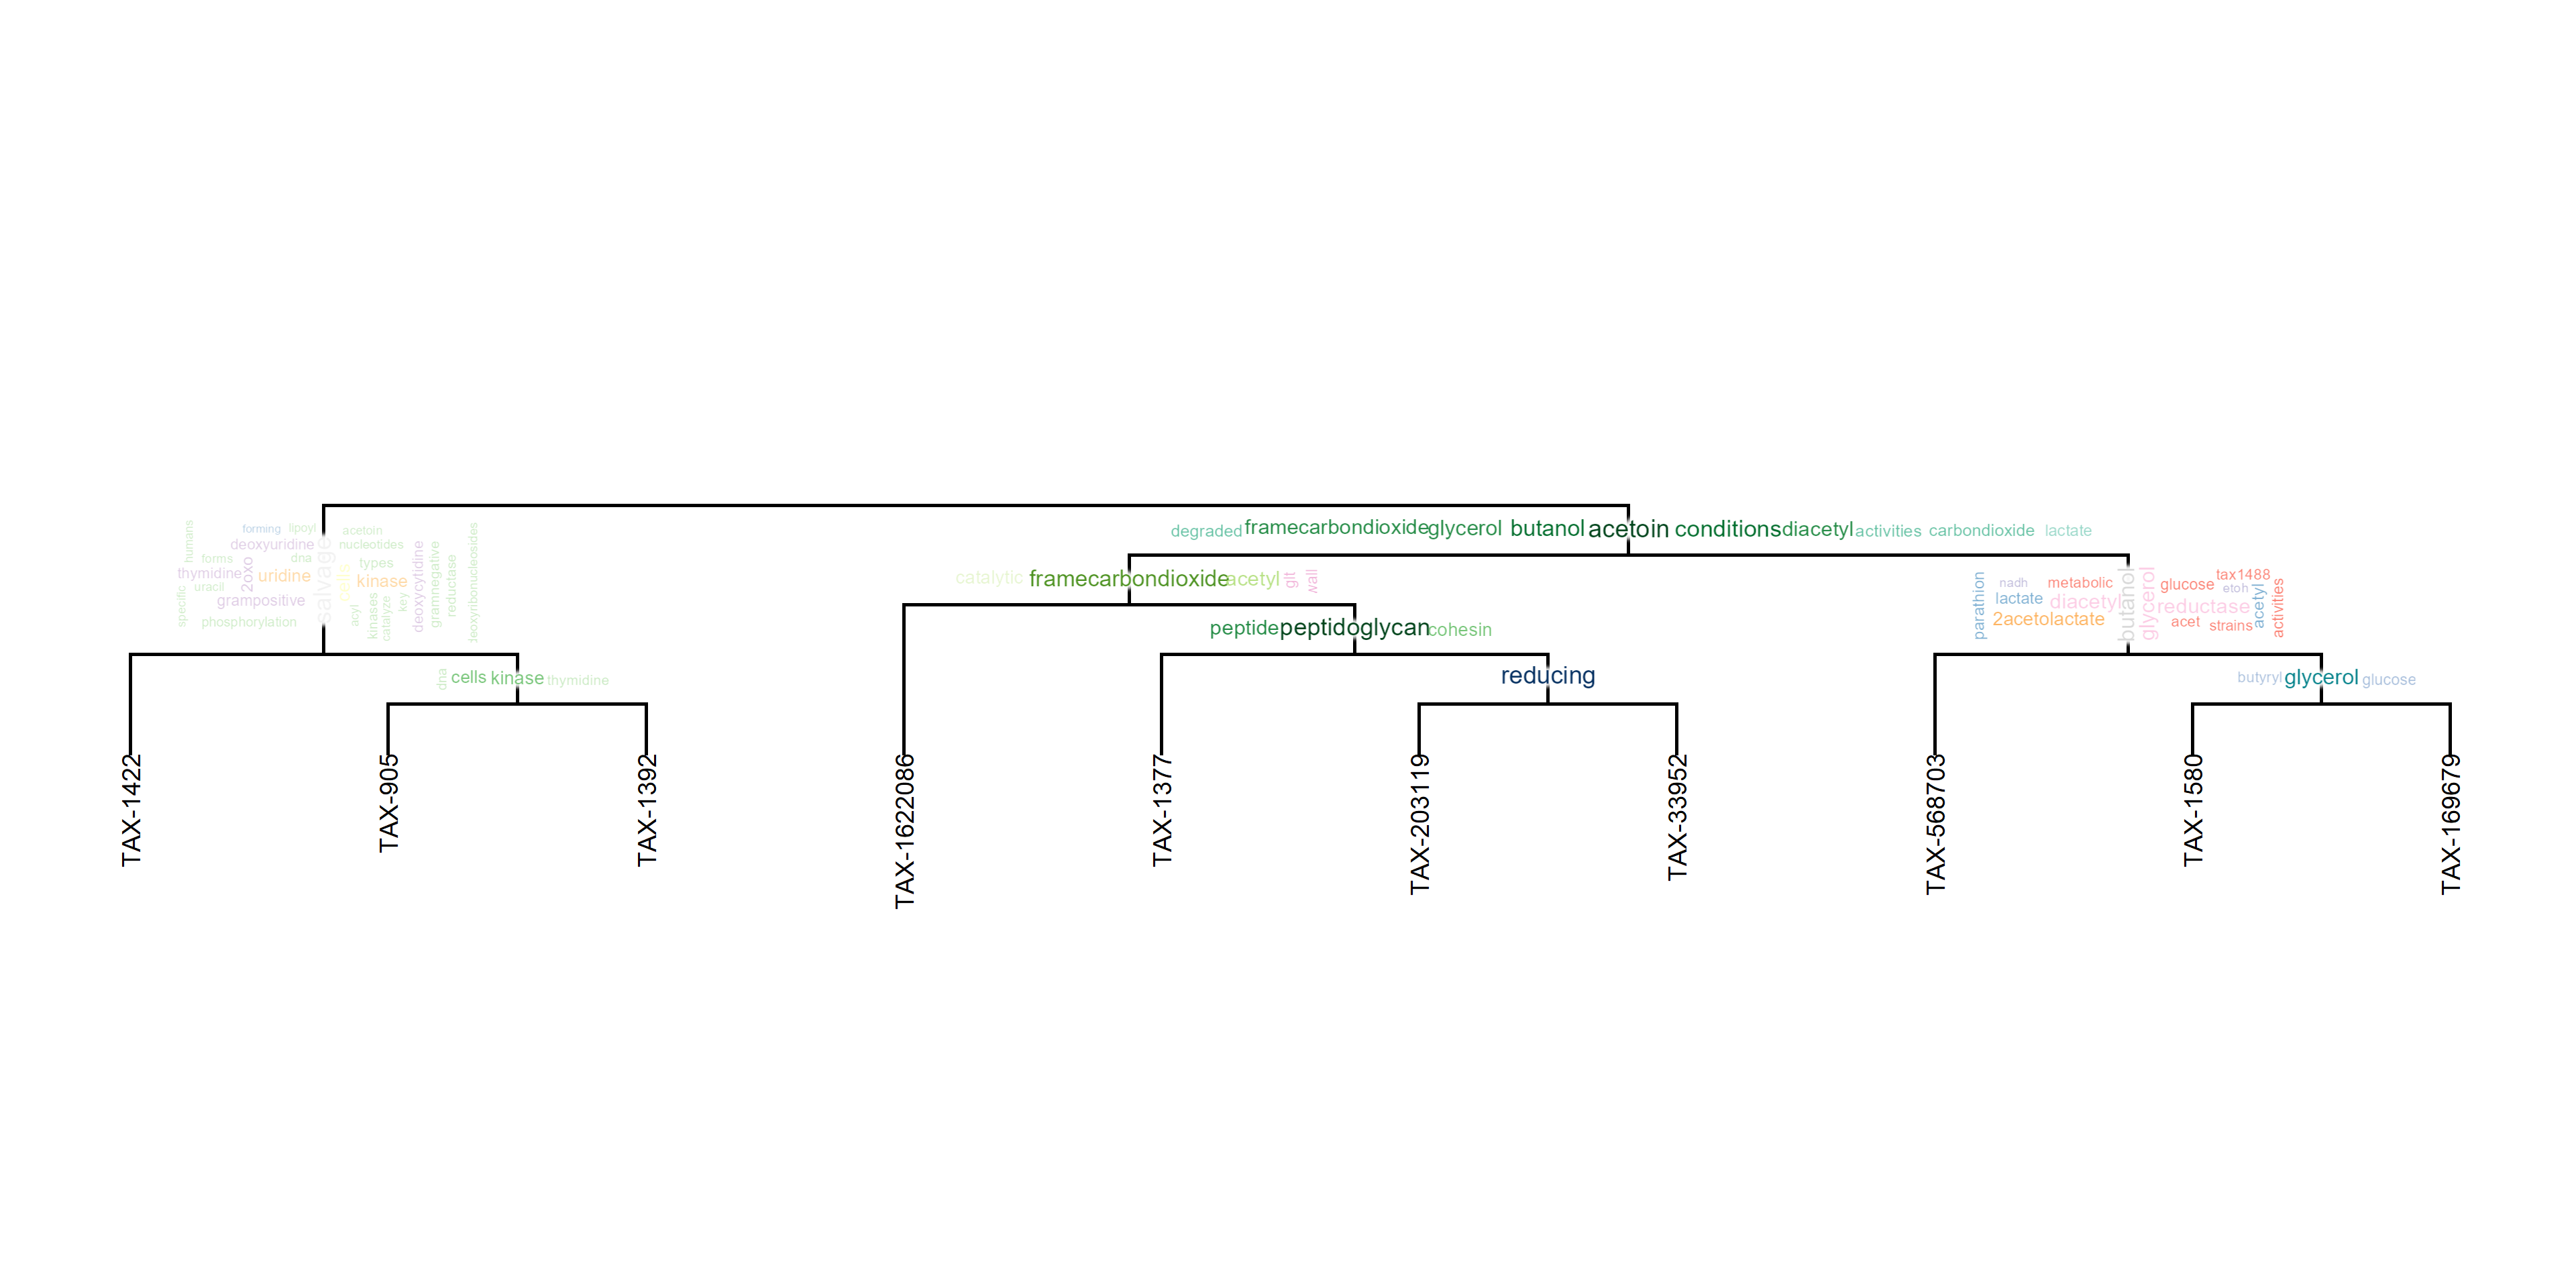 degraded framecarbondioxide glycerol butanol acetoin conditions diacetyl activities carbondioxide lactate
humans forming lipoyl acetoin
deoxyuridine nucleotides
forms dna types
thymidine 2oxo uridine salvage cells kinase
specific uracil
grampositive
phosphorylation
acyl kinases catalyze key deoxycytidine gramnegative reductase deoxyribonucleosides
catalytic framecarbondioxide acetyl glt wall
parathion nadh metabolic glucose tax1488
lactate diacetyl butanol glycerol reductase etoh acetyl activities
2acetolactate acet strains
peptide peptidoglycan cohesin
dna cells kinase thymidine
reducing
butyryl glycerol glucose
TAX-1422
TAX-905
TAX-1392
TAX-1622086
TAX-1377
TAX-203119
TAX-33952
TAX-568703
TAX-1580
TAX-169679